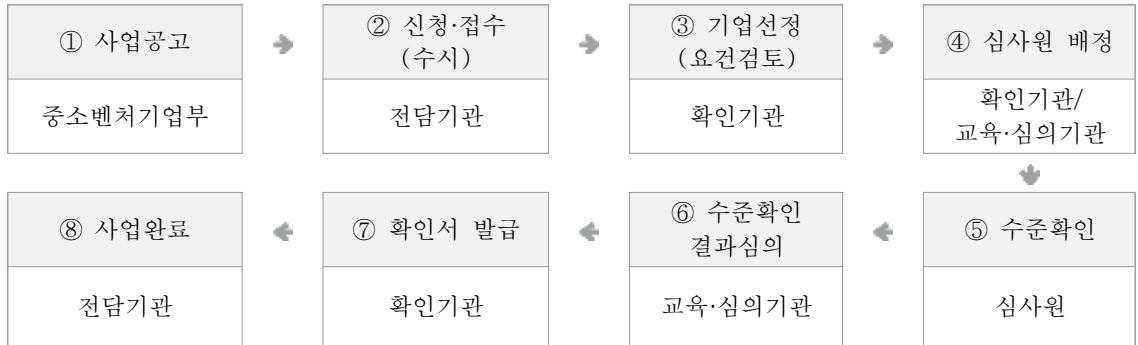 ① 사업공고
중소벤처기업부
② 신청·접수
(수시)
전담기관
③ 기업선정
(요건검토)
확인기관
④ 심사원 배정
확인기관/
교육·심의기관
⑤ 수준확인
심사원
⑥ 수준확인
결과심의
교육·심의기관
⑦ 확인서 발급
확인기관
⑧ 사업완료
전담기관